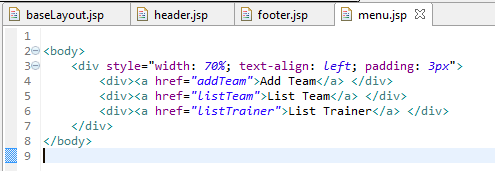 baseLayout.jsp header.jsp footer.jsp menu.jsp
1
2 <body>
3 <div style="width: 70%; text-align: left; padding: 3px">
4 <div><a href="addTeam">Add Team</a> </div>
5 <div><a href="listTeam">List Team</a> </div>
6 <div><a href="listTrainer">List Trainer</a> </div>
7 </div>
8 </body>
9